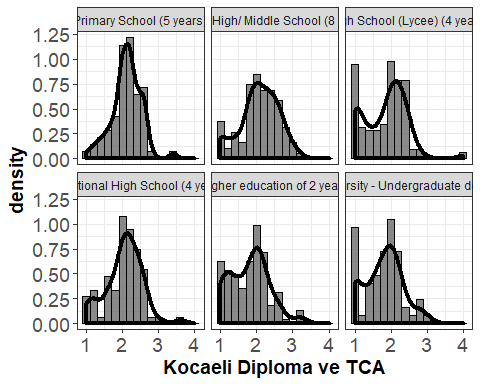 Primary School (5 years)
High/ Middle School (8
School (Lycee) (4 yea
High School (4 ye
education of 2 year
- Undergraduate d
1.25
1.00
0.75
0.50
0.25
0.00
1.25
1.00
0.75
0.50
0.25
0.00
density
1 2 3 4
1 2 3 4
1 2 3 4
Kocaeli Diploma ve TCA